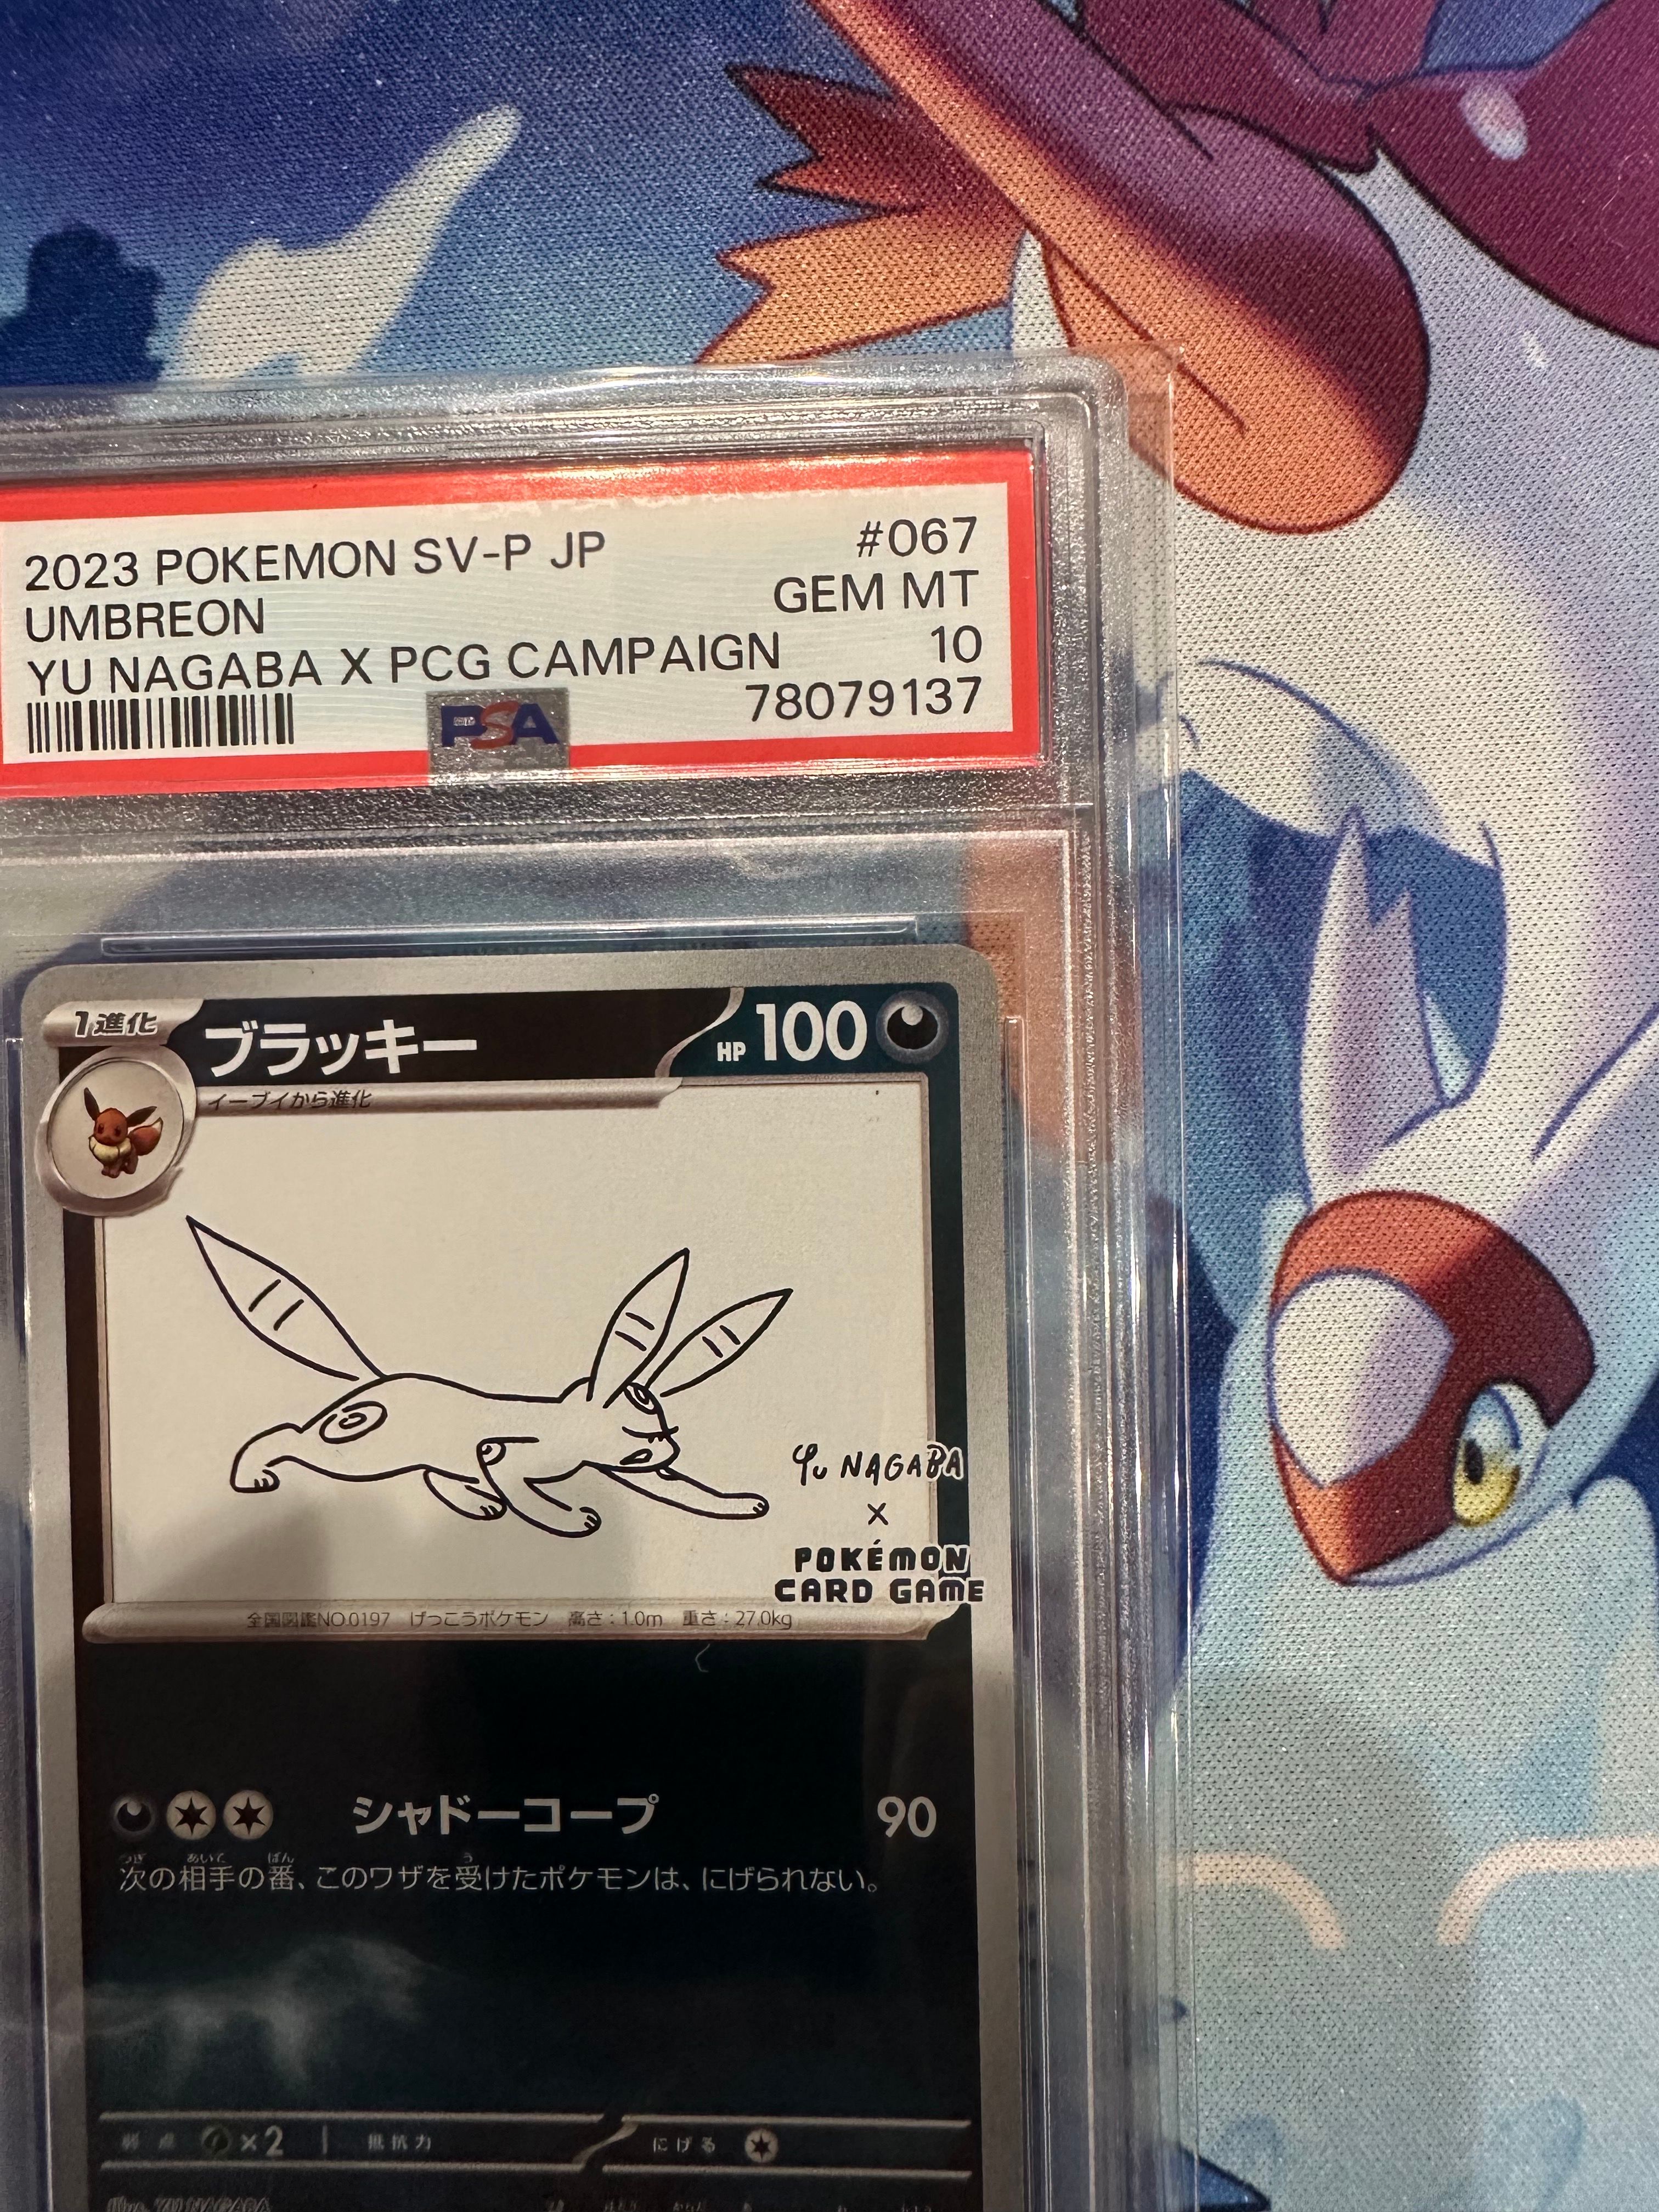 2023 POKEMON SV-P JP #067
UMBREON GEM MT
YU NAGABA X PCG CAMPAIGN 10
PSA 78079137
1進化 ブラッキー HP 100
イーブイから進化
YU NAGABA
X
POKÉMON
CARD GAME
全国図鑑NO.0197 げっこうポケモン 高さ:1.0m 重さ:27.0kg
シャドーコープ 90
次の相手の番、このワザを受けたポケモンは、にげられない。
弱点 ×2 抵抗力 にげる
Illus. YU NAGABA